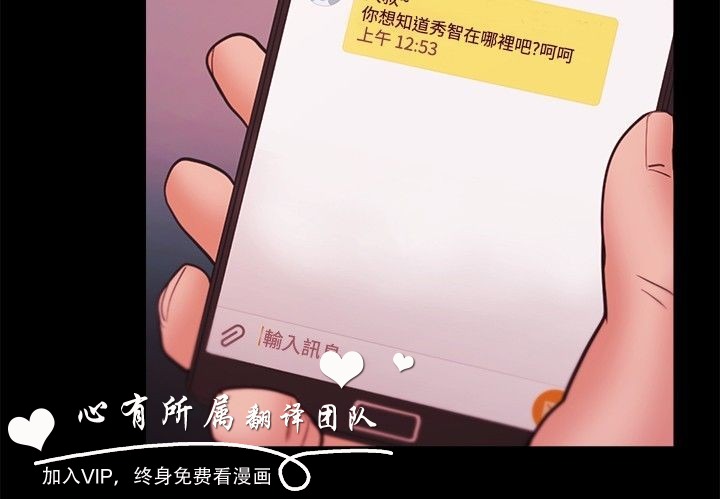 你想知道秀智在哪裡吧?呵呵
上午 12:53
輸入訊息
心有所属翻译团队
加入VIP，终身免费看漫画